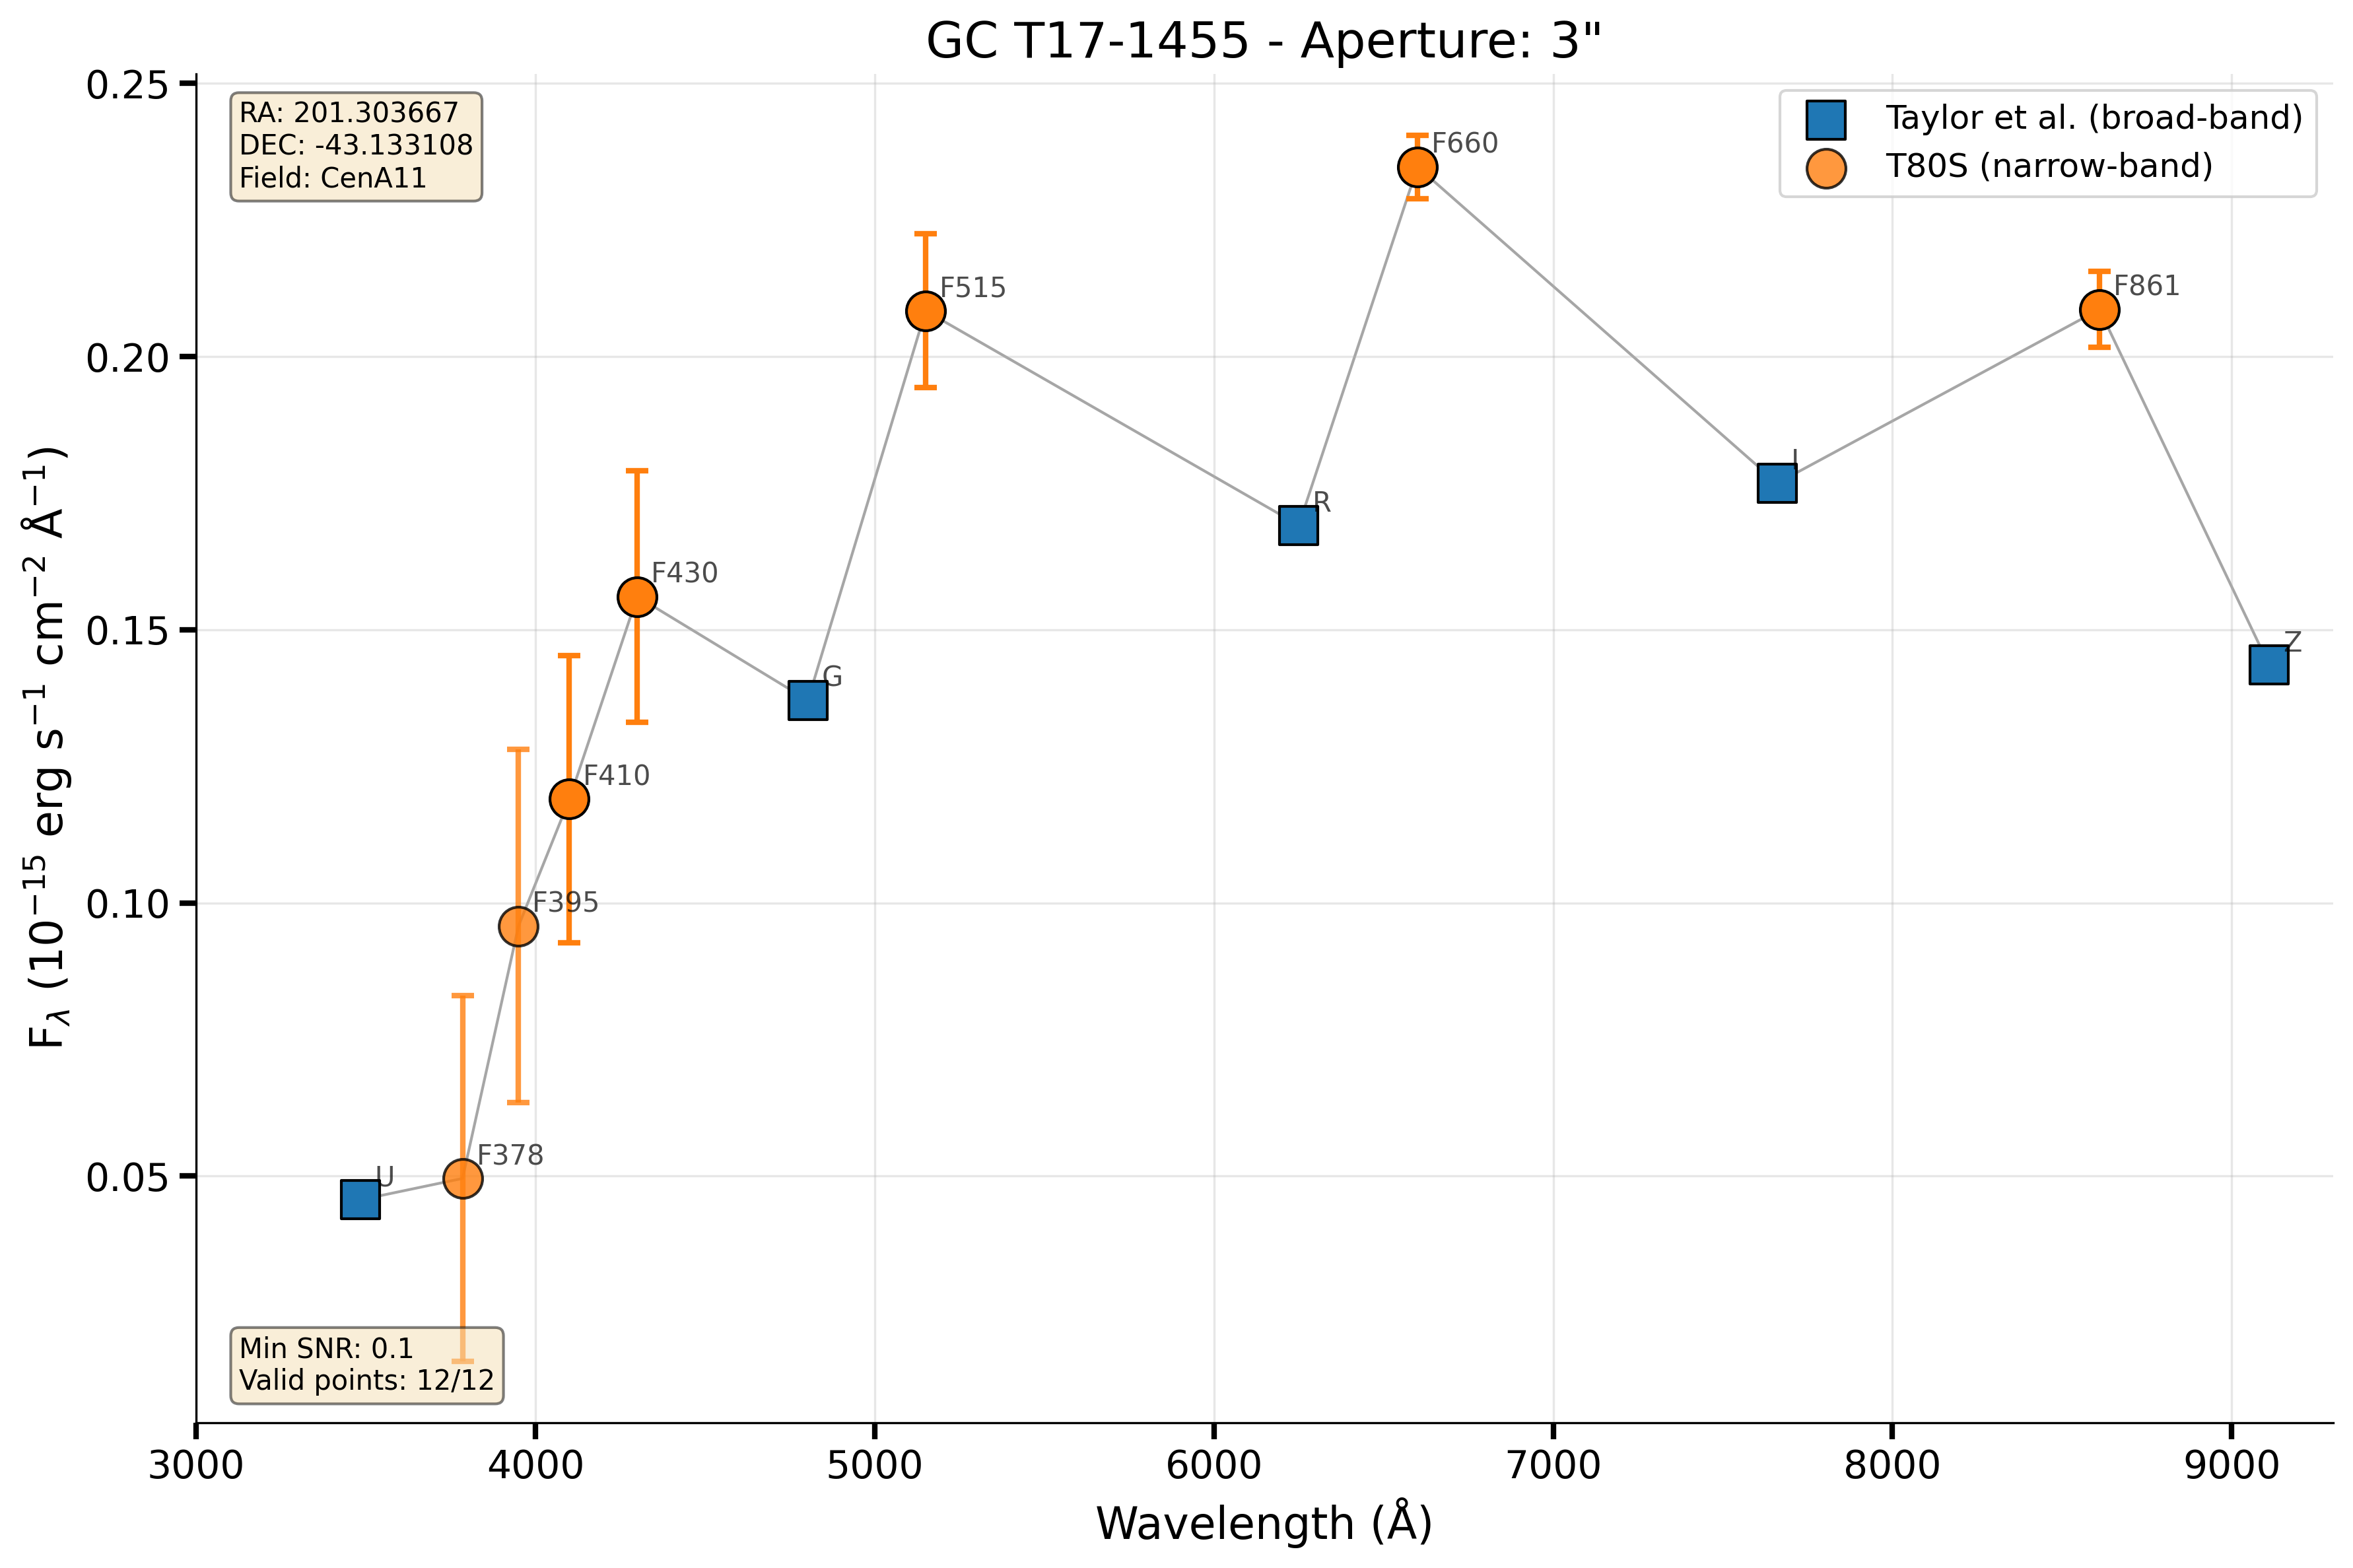 GC T17-1455 - Aperture: 3"
RA: 201.303667
DEC: -43.133108
Field: CenA11
Taylor et al. (broad-band)
T80S (narrow-band)
F660
F515
F861
I
R
F430
G
Z
F410
F395
F378
U
Min SNR: 0.1
Valid points: 12/12
0.25
0.20
0.15
0.10
0.05
F_λ (10⁻¹⁵ erg s⁻¹ cm⁻² Å⁻¹)
3000 4000 5000 6000 7000 8000 9000
Wavelength (Å)